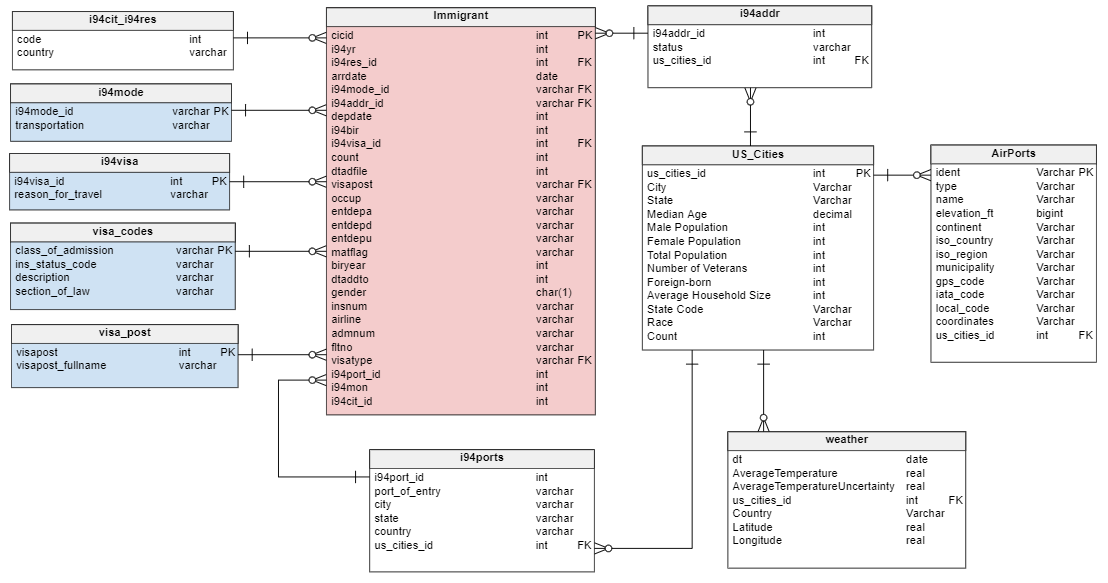 i94cit_i94res
code int
country varchar
i94mode
i94mode_id varchar PK
transportation varchar
i94visa
i94visa_id int PK
reason_for_travel varchar
visa_codes
class_of_admission varchar PK
ins_status_code varchar
description varchar
section_of_law varchar
visa_post
visapost int PK
visapost_fullname varchar
Immigrant
cicid int PK
i94yr int
i94res_id int FK
arrdate date
i94mode_id varchar FK
i94addr_id varchar FK
depdate int
i94bir int
i94visa_id int FK
count int
dtadfile int
visapost varchar FK
occup varchar
entdepa varchar
entdepd varchar
entdepu varchar
matflag varchar
biryear int
dtaddto int
gender char(1)
insnum varchar
airline varchar
admnum varchar
fltno varchar
visatype varchar FK
i94port_id int
i94mon int
i94cit_id int
i94ports
i94port_id int
port_of_entry varchar
city varchar
state varchar
country varchar
us_cities_id int FK
i94addr
i94addr_id int
status varchar
us_cities_id int FK
US_Cities
us_cities_id int PK
City Varchar
State Varchar
Median Age decimal
Male Population int
Female Population int
Total Population int
Number of Veterans int
Foreign-born int
Average Household Size int
State Code Varchar
Race Varchar
Count int
AirPorts
ident Varchar PK
type Varchar
name Varchar
elevation_ft bigint
continent Varchar
iso_country Varchar
iso_region Varchar
municipality Varchar
gps_code Varchar
iata_code Varchar
local_code Varchar
coordinates Varchar
us_cities_id int FK
weather
dt date
AverageTemperature real
AverageTemperatureUncertainty real
us_cities_id int FK
Country Varchar
Latitude real
Longitude real